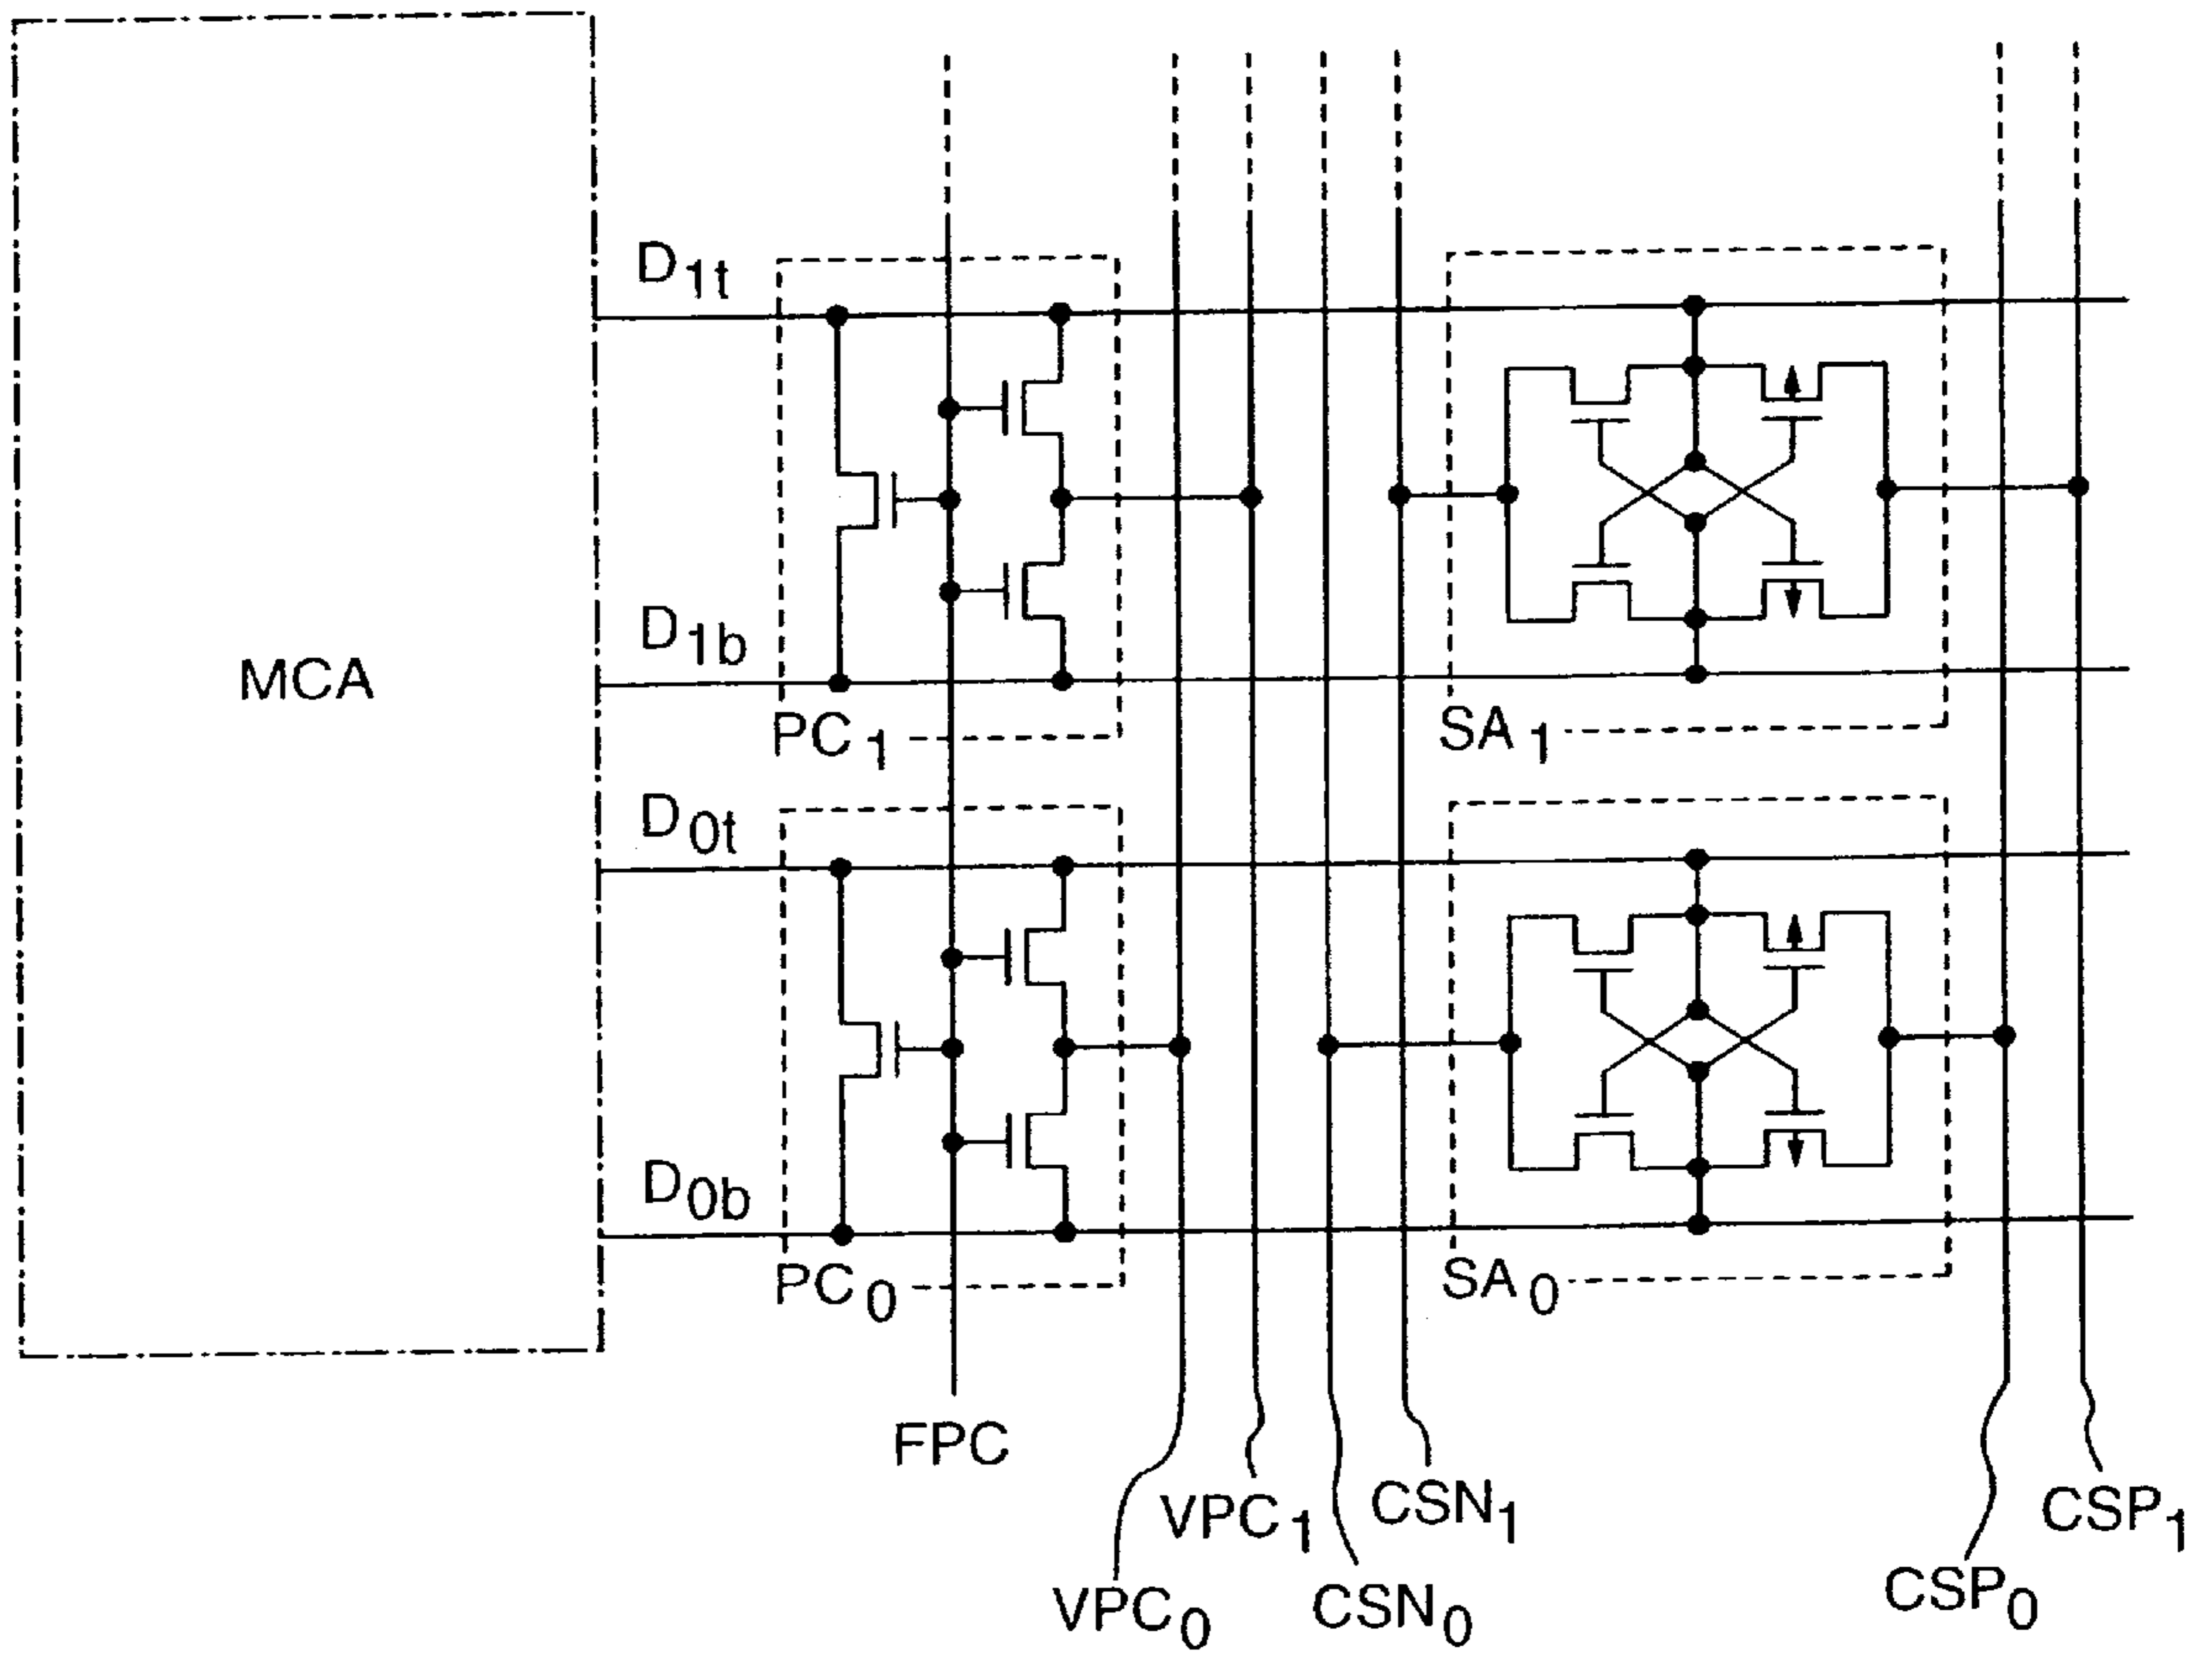 D1t
D1b
MCA
PC1
SA1
D0t
D0b
PC0
SA0
FPC
VPC1
CSN1
CSP1
VPC0
CSN0
CSP0